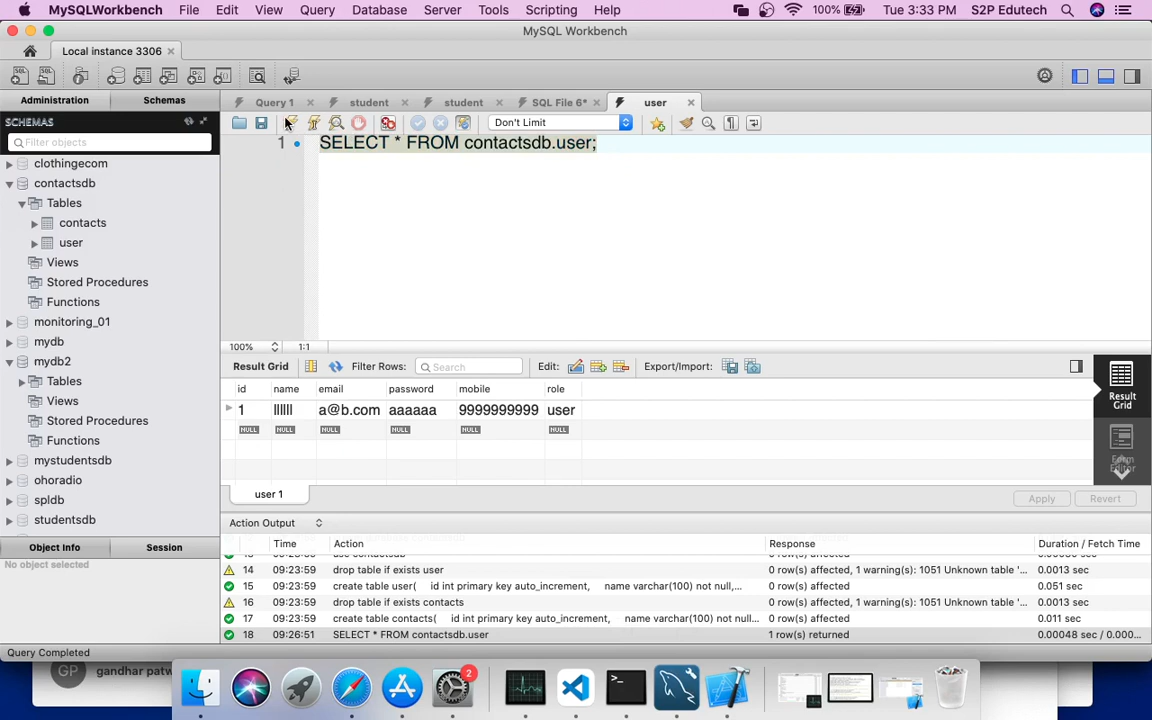 MySQLWorkbench File Edit View Query Database Server Tools Scripting Help 100% Tue 3:33 PM S2P Edutech
MySQL Workbench
Local instance 3306
Administration Schemas
Query 1 student student SQL File 6* user
SCHEMAS
Don't Limit
Filter objects
1 SELECT * FROM contactsdb.user;
clothingecom
contactsdb
Tables
contacts
user
Views
Stored Procedures
Functions
monitoring_01
mydb
mydb2
Tables
Views
Stored Procedures
Functions
mystudentsdb
ohoradio
spldb
studentsdb
100% 1:1
Result Grid Filter Rows: Search Edit: Export/Import:
id name email password mobile role
1 llllll a@b.com aaaaaa 9999999999 user
NULL NULL NULL NULL NULL NULL
Result Grid
Form Editor
user 1
Apply Revert
Action Output
Object Info Session
No object selected
Time Action Response Duration / Fetch Time
14 09:23:59 drop table if exists user 0 row(s) affected, 1 warning(s): 1051 Unknown table '... 0.0013 sec
15 09:23:59 create table user( id int primary key auto_increment, name varchar(100) not null,... 0 row(s) affected 0.051 sec
16 09:23:59 drop table if exists contacts 0 row(s) affected, 1 warning(s): 1051 Unknown table '... 0.0013 sec
17 09:23:59 create table contacts( id int primary key auto_increment, name varchar(100) not null... 0 row(s) affected 0.011 sec
18 09:26:51 SELECT * FROM contactsdb.user 1 row(s) returned 0.00048 sec / 0.000...
Query Completed
GP gandhar patw
2